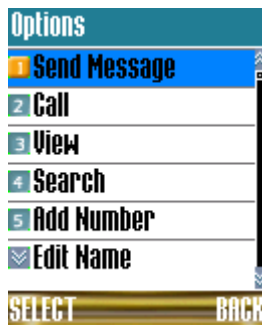 Options
1 Send Message
2 Call
3 View
4 Search
5 Add Number
Edit Name
SELECT BACK